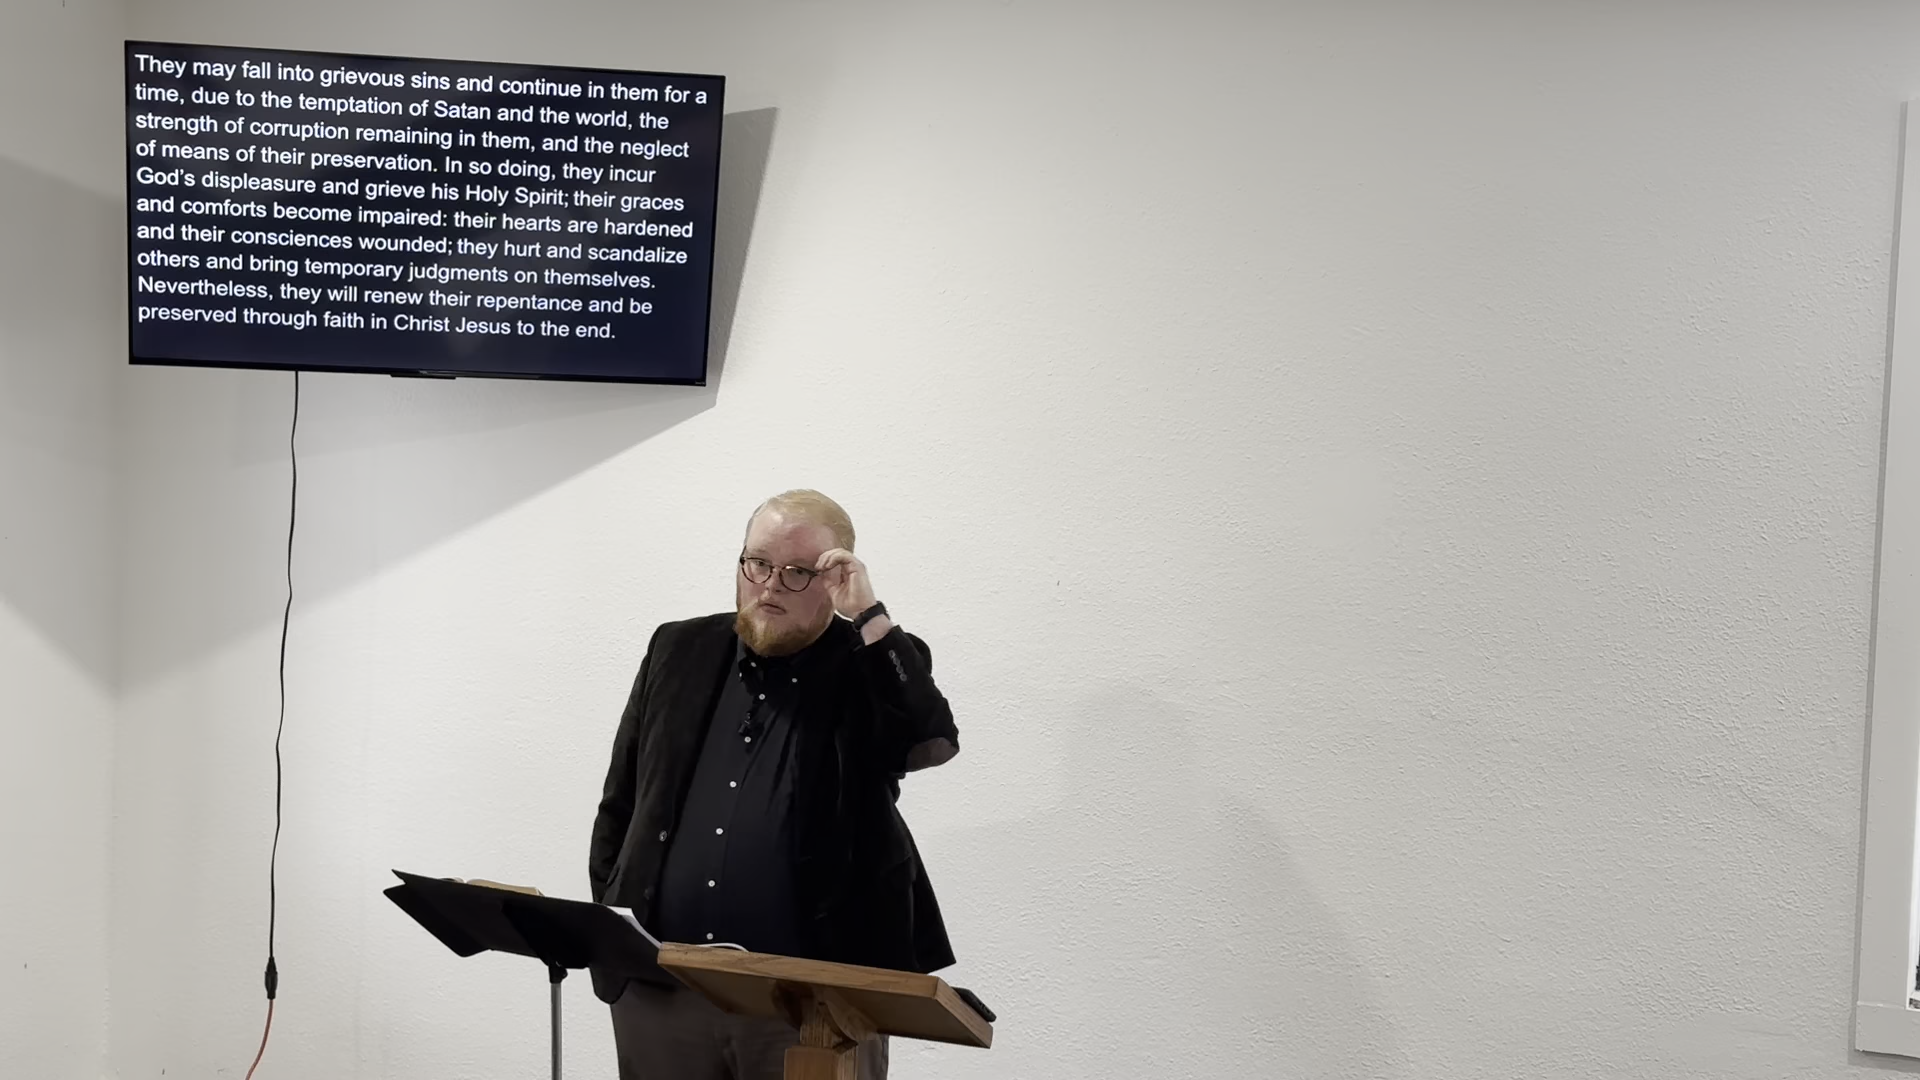 They may fall into grievous sins and continue in them for a
time, due to the temptation of Satan and the world, the
strength of corruption remaining in them, and the neglect
of means of their preservation. In so doing, they incur
God’s displeasure and grieve his Holy Spirit; their graces
and comforts become impaired: their hearts are hardened
and their consciences wounded; they hurt and scandalize
others and bring temporary judgments on themselves.
Nevertheless, they will renew their repentance and be
preserved through faith in Christ Jesus to the end.